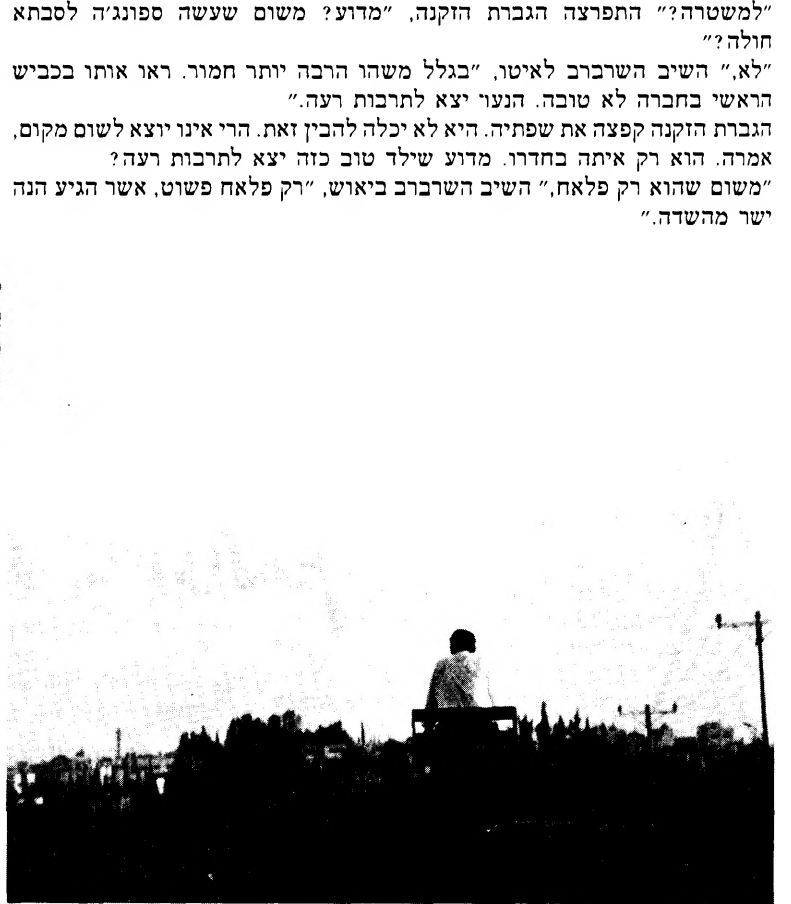 "למשטרה?" התפרצה הגברת הזקנה, "מדוע? משום שעשה ספונג'ה לסבתא
חולה?"
"לא," השיב השרברב לאיטו, "בגלל משהו הרבה יותר חמור. ראו אותו בכביש
הראשי בחברה לא טובה. הנער יצא לתרבות רעה."
הגברת הזקנה קפצה את שפתיה. היא לא יכלה להבין זאת. הרי אינו יוצא לשום מקום,
אמרה. הוא רק איתה בחדרו. מדוע שילד טוב כזה יצא לתרבות רעה?
"משום שהוא רק פלאח," השיב השרברב ביאוש, "רק פלאח פשוט, אשר הגיע הנה
ישר מהשדה."